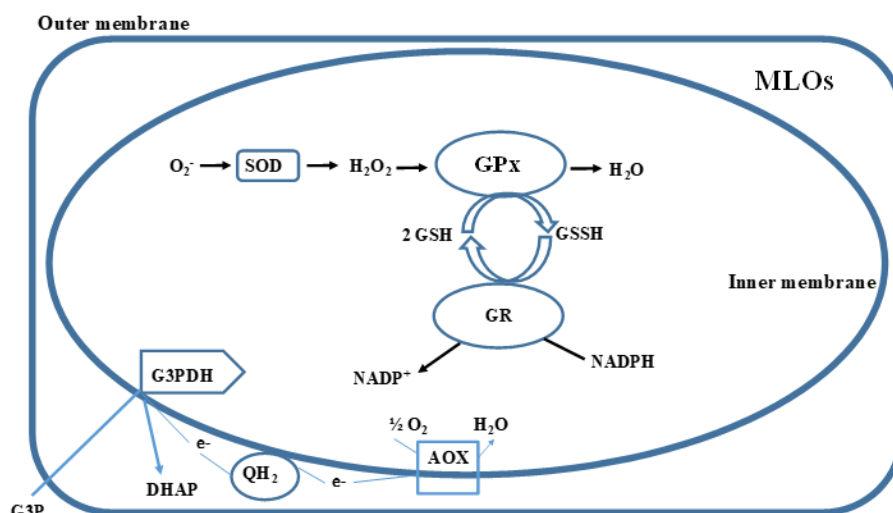 Outer membrane
MLOs
O₂⁻
SOD
H₂O₂
GPx
H₂O
2 GSH
GSSH
Inner membrane
GR
G3PDH
NADP⁺
NADPH
½ O₂
H₂O
e-
AOX
QH₂
e-
DHAP
G3P